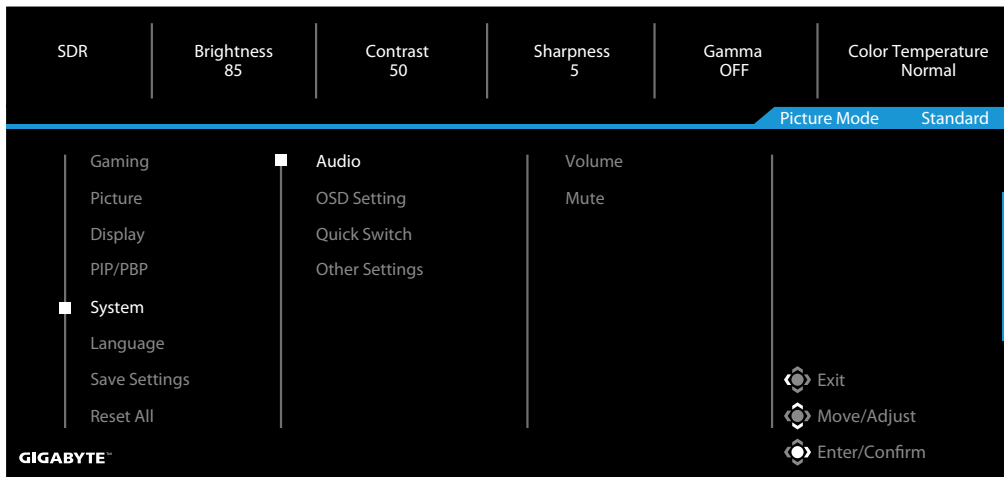 SDR
Brightness
85
Contrast
50
Sharpness
5
Gamma
OFF
Color Temperature
Normal
Picture Mode Standard
Gaming
Picture
Display
PIP/PBP
System
Language
Save Settings
Reset All
Audio
OSD Setting
Quick Switch
Other Settings
Volume
Mute
Exit
Move/Adjust
Enter/Confirm
GIGABYTE™